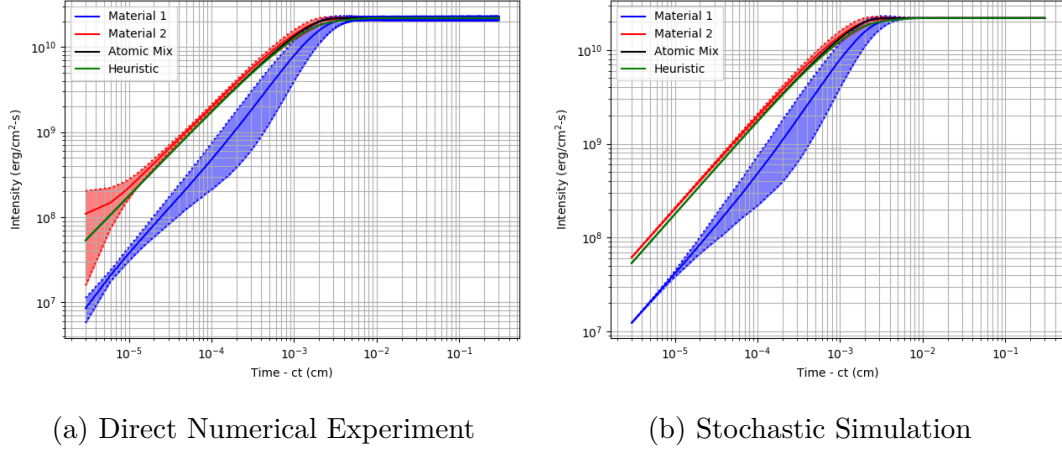 Material 1
Material 2
Atomic Mix
Heuristic
Intensity (erg/cm²-s)
10¹⁰
10⁹
10⁸
10⁷
10⁻⁵
10⁻⁴
10⁻³
10⁻²
10⁻¹
Time - ct (cm)
(a) Direct Numerical Experiment
Material 1
Material 2
Atomic Mix
Heuristic
Intensity (erg/cm²-s)
10¹⁰
10⁹
10⁸
10⁷
10⁻⁵
10⁻⁴
10⁻³
10⁻²
10⁻¹
Time - ct (cm)
(b) Stochastic Simulation